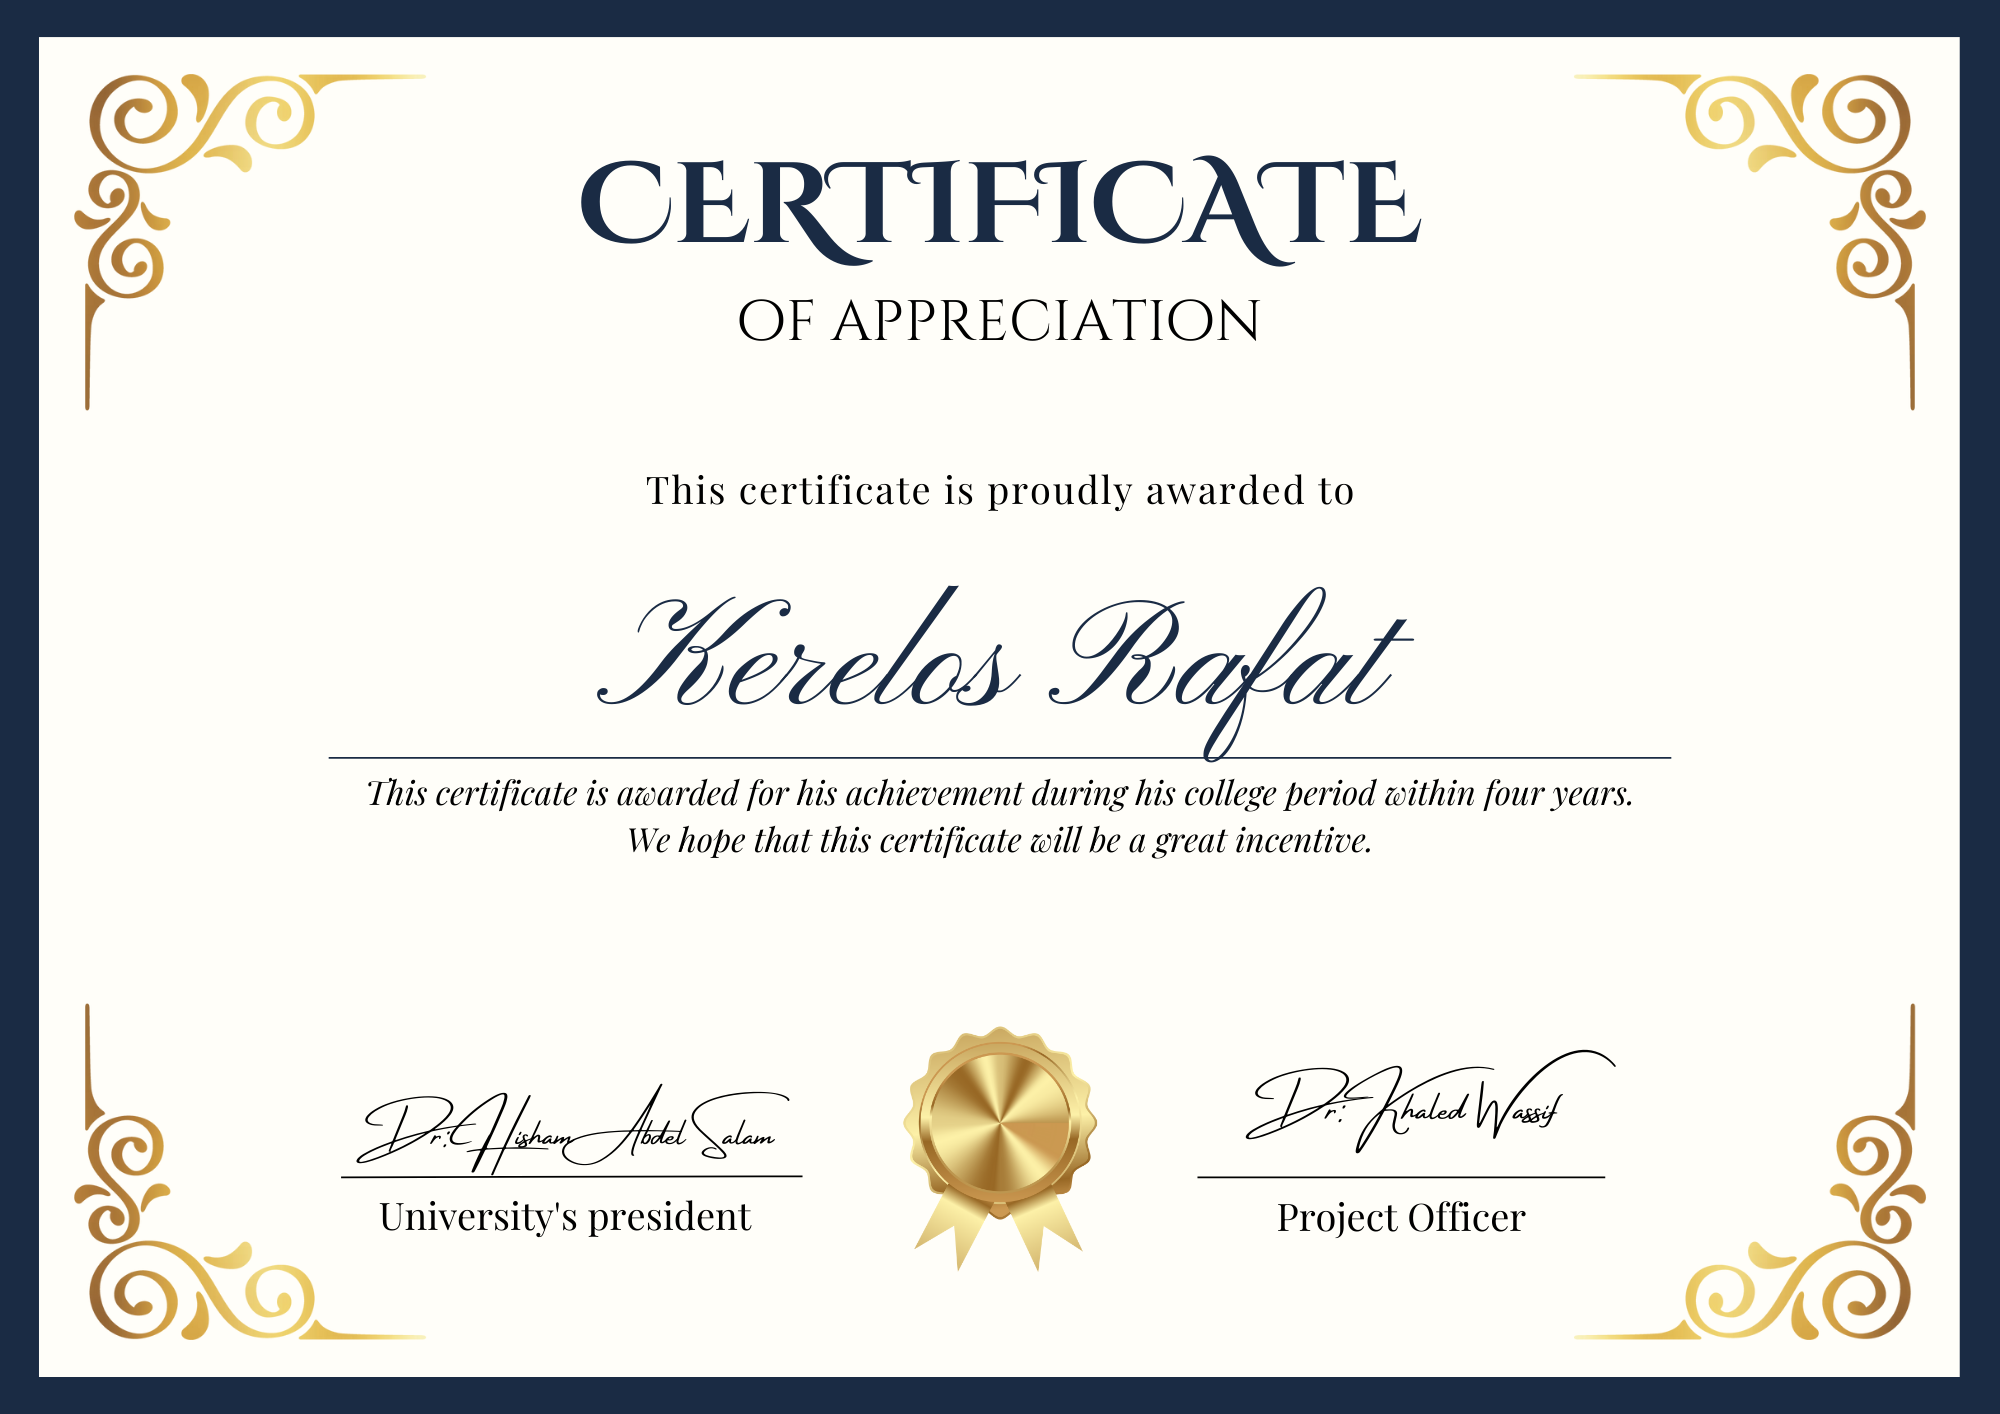 CERTIFICATE
OF APPRECIATION
This certificate is proudly awarded to
Kerelos Rafat
This certificate is awarded for his achievement during his college period within four years.
We hope that this certificate will be a great incentive.
Dr: Hisham Abdel Salam
University's president
Dr: Khaled Wassif
Project Officer